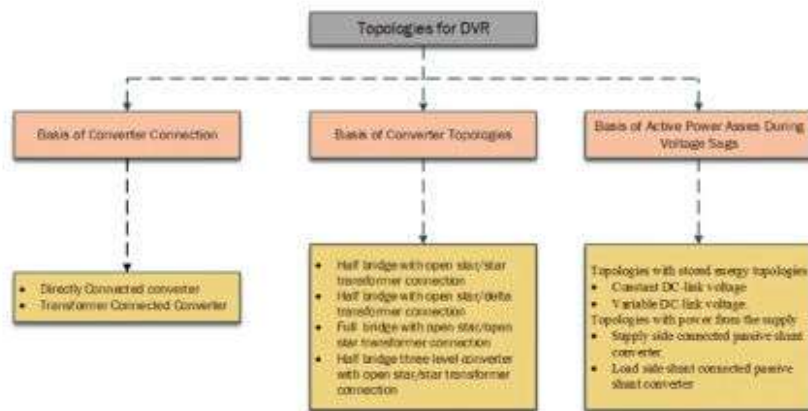 Topologies for DVR
Basis of Converter Connection
Basis of Converter Topologies
Basis of Active Power Asses During
Voltage Sags
• Directly Connected converter
• Transformer Connected Converter
• Half bridge with open star/star
transformer connection
• Half bridge with open star/delta
transformer connection
• Full bridge with open star/open
star transformer connection
• Half bridge three level converter
with open star/star transformer
connection
Topologies with stored energy topologies
• Constant DC-link voltage
• Variable DC-link voltage
Topologies with power from the supply
• Supply side connected passive shunt
converter
• Load side shunt connected passive
shunt converter